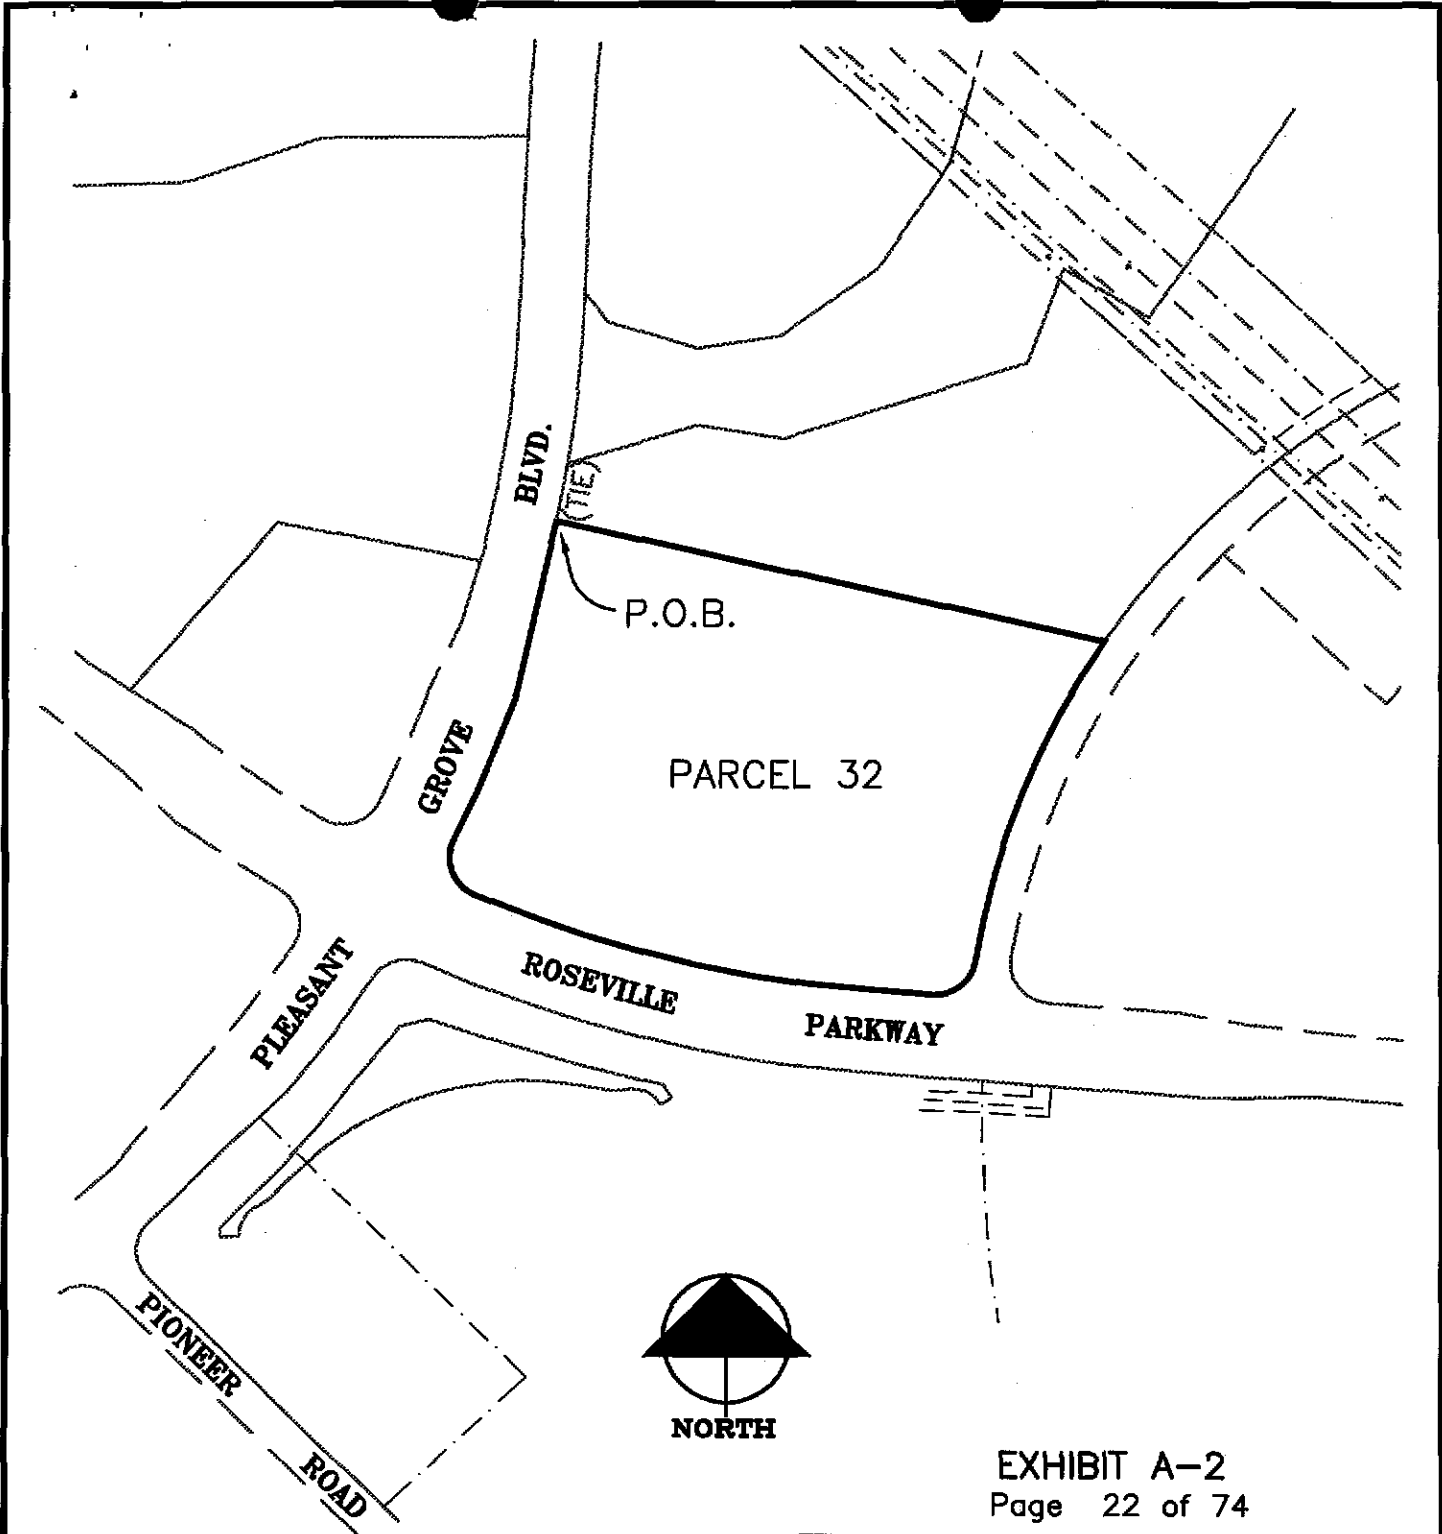 BLVD.
(TIE)
P.O.B.
GROVE
PARCEL 32
PLEASANT
ROSEVILLE
PARKWAY
PIONEER
ROAD
NORTH
EXHIBIT A-2
Page 22 of 74